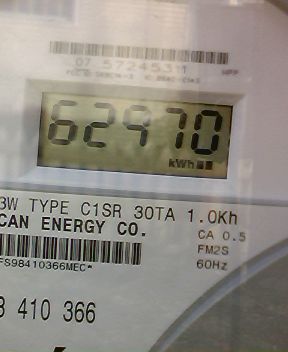 07 57245311
62970
kWh
3W TYPE C1SR 30TA 1.0Kh
CAN ENERGY CO.
CA 0.5
FM2S
FS98410366MEC*
60Hz
8 410 366